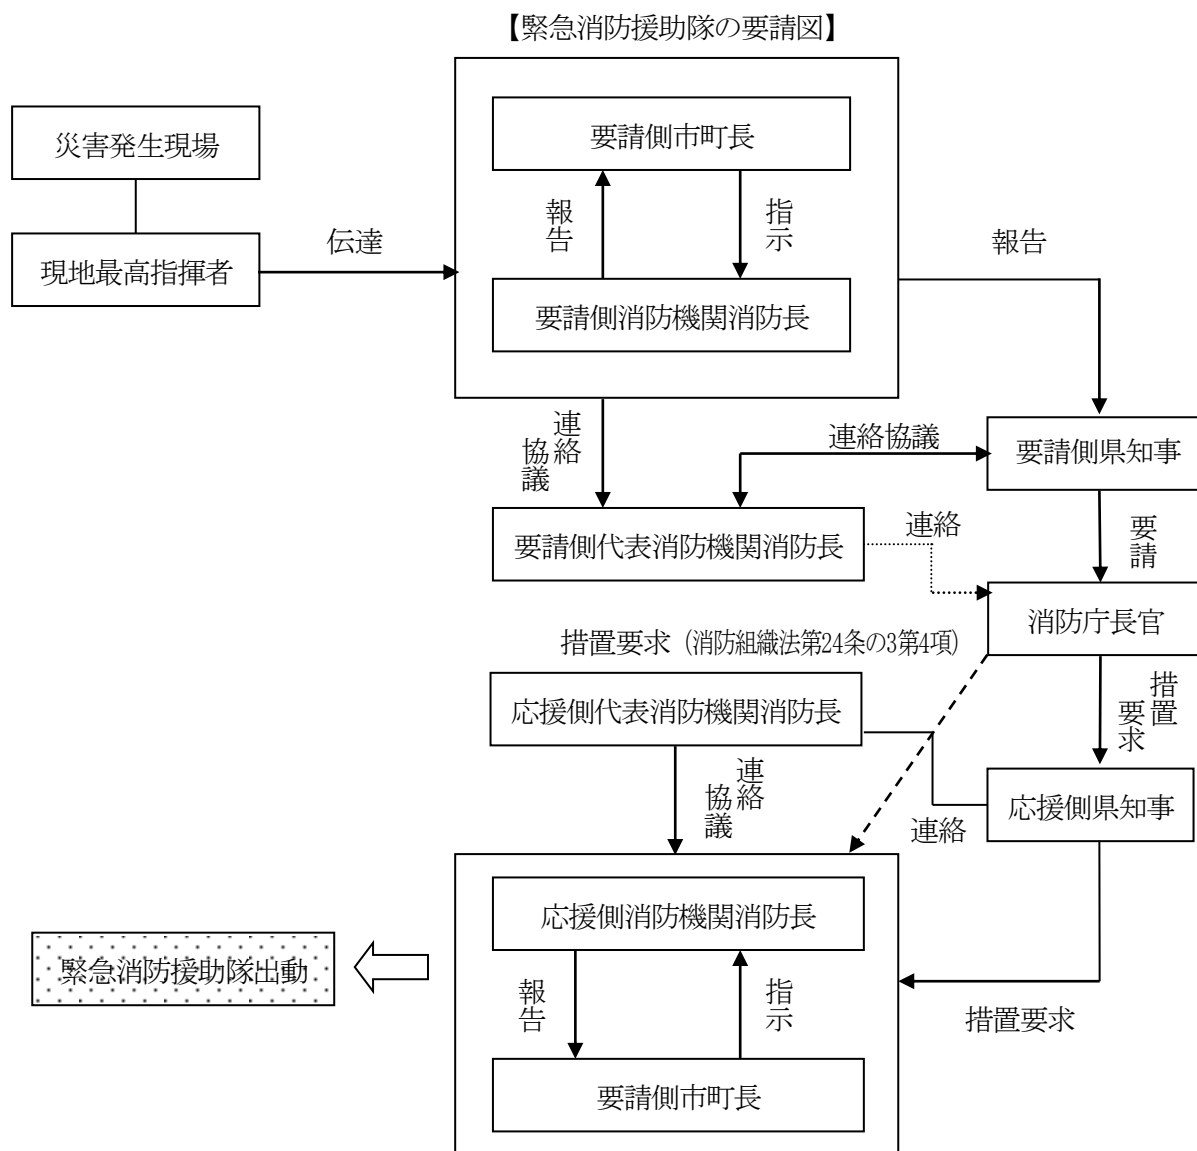 【緊急消防援助隊の要請図】
災害発生現場
現地最高指揮者
伝達
要請側市町長
報告
指示
要請側消防機関消防長
報告
連絡
協議
連絡協議
要請側県知事
要請側代表消防機関消防長
連絡
要請
消防庁長官
措置要求（消防組織法第24条の3第4項）
応援側代表消防機関消防長
措置
要求
連絡
協議
連絡
応援側県知事
応援側消防機関消防長
緊急消防援助隊出動
報告
指示
措置要求
要請側市町長